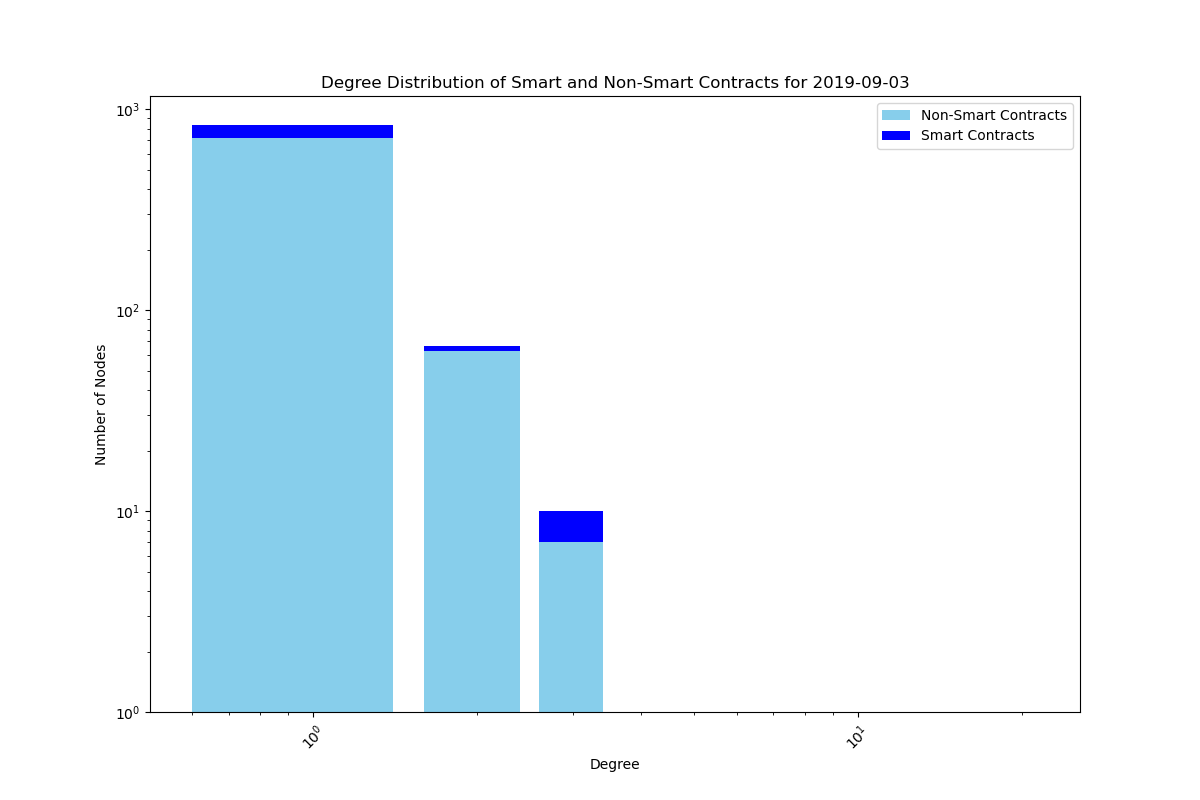 Degree Distribution of Smart and Non-Smart Contracts for 2019-09-03
Non-Smart Contracts
Smart Contracts
Number of Nodes
10³
10²
10¹
10⁰
10⁰ 10¹
Degree